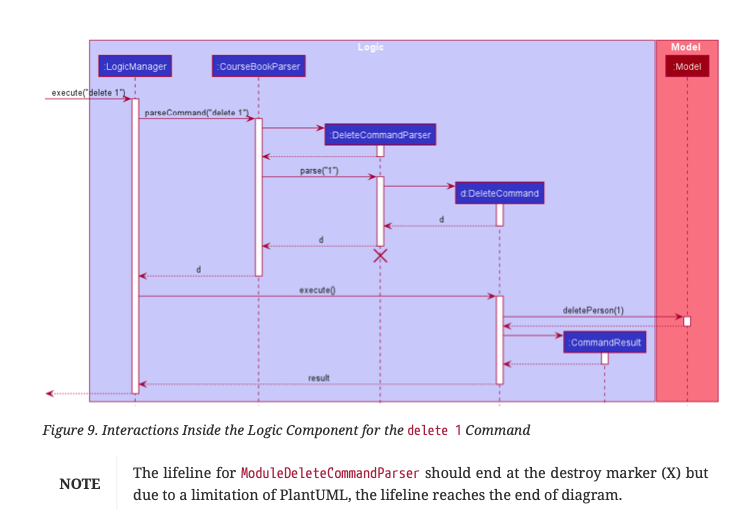 Logic
Model
:LogicManager
:CourseBookParser
:Model
execute("delete 1")
parseCommand("delete 1")
:DeleteCommandParser
parse("1")
d:DeleteCommand
d
d
d
execute()
deletePerson(1)
:CommandResult
result
Figure 9. Interactions Inside the Logic Component for the delete 1 Command
NOTE
The lifeline for ModuleDeleteCommandParser should end at the destroy marker (X) but
due to a limitation of PlantUML, the lifeline reaches the end of diagram.